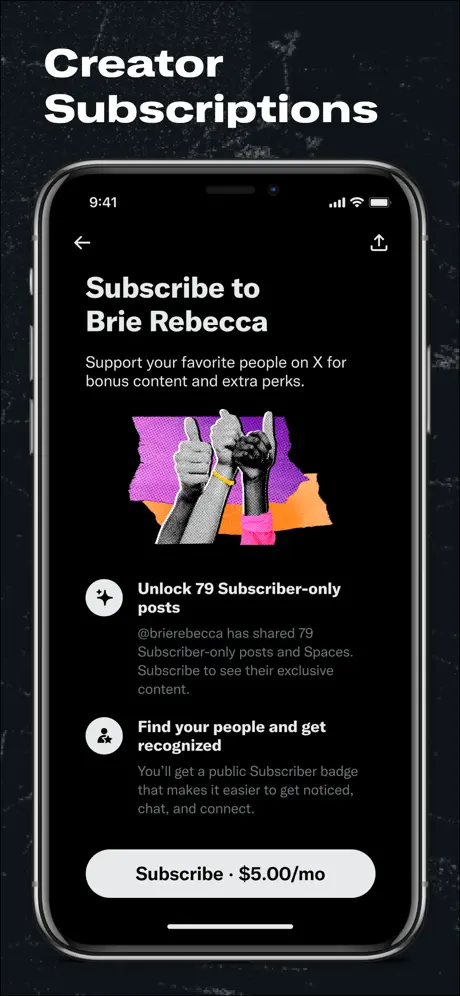 Creator
Subscriptions
9:41
Subscribe to
Brie Rebecca
Support your favorite people on X for
bonus content and extra perks.
Unlock 79 Subscriber-only
posts
@brierebecca has shared 79
Subscriber-only posts and Spaces.
Subscribe to see their exclusive
content.
Find your people and get
recognized
You’ll get a public Subscriber badge
that makes it easier to get noticed,
chat, and connect.
Subscribe · $5.00/mo